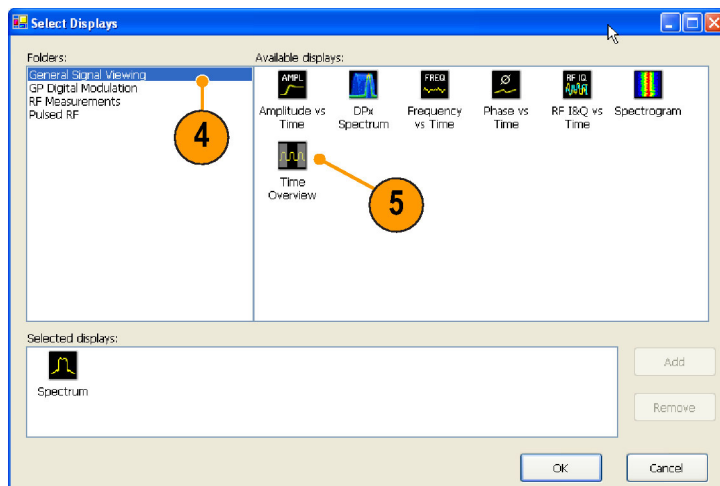 Select Displays
Folders:
General Signal Viewing
GP Digital Modulation
RF Measurements
Pulsed RF
4
Available displays:
AMPL
FREQ
Ø
RF IQ
Amplitude vs
Time
DPx
Spectrum
Frequency
vs Time
Phase vs
Time
RF I&Q vs
Time
Spectrogram
Time
Overview
5
Selected displays:
Spectrum
Add
Remove
OK
Cancel